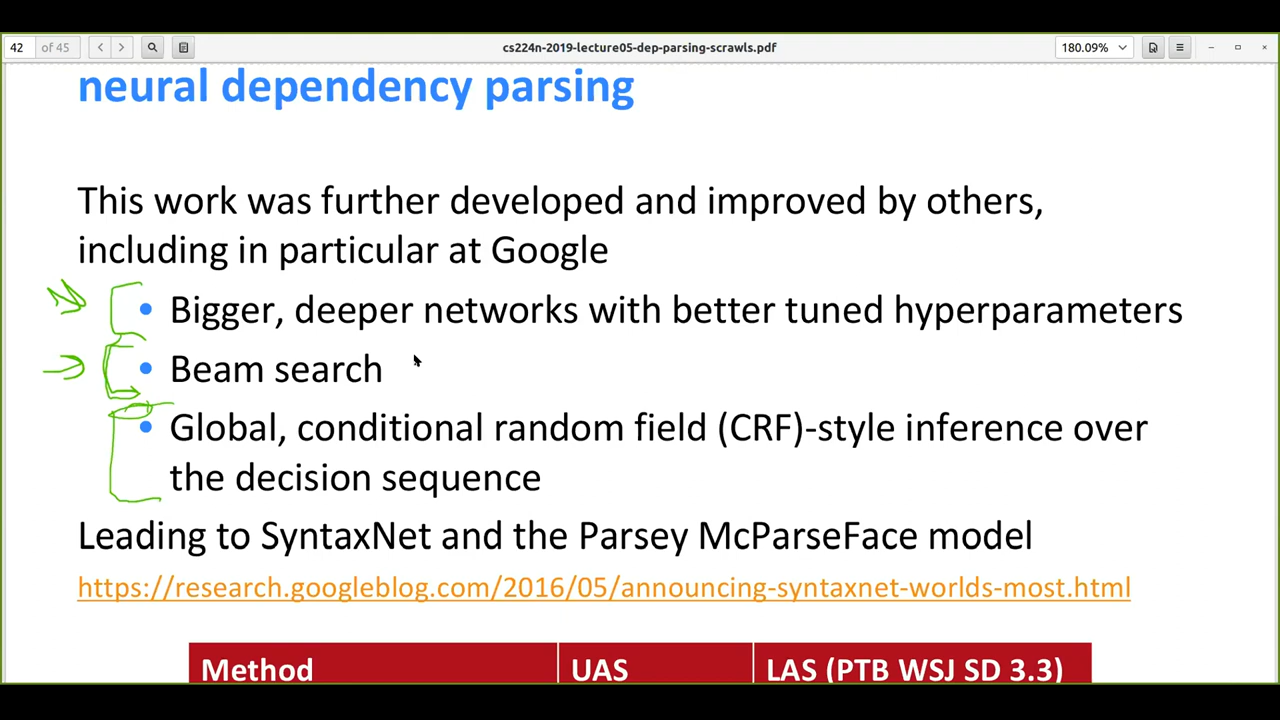 42 of 45
cs224n-2019-lecture05-dep-parsing-scrawls.pdf
180.09%
neural dependency parsing
This work was further developed and improved by others,
including in particular at Google
• Bigger, deeper networks with better tuned hyperparameters
• Beam search
• Global, conditional random field (CRF)-style inference over
the decision sequence
Leading to SyntaxNet and the Parsey McParseFace model
https://research.googleblog.com/2016/05/announcing-syntaxnet-worlds-most.html
Method UAS LAS (PTB WSJ SD 3.3)